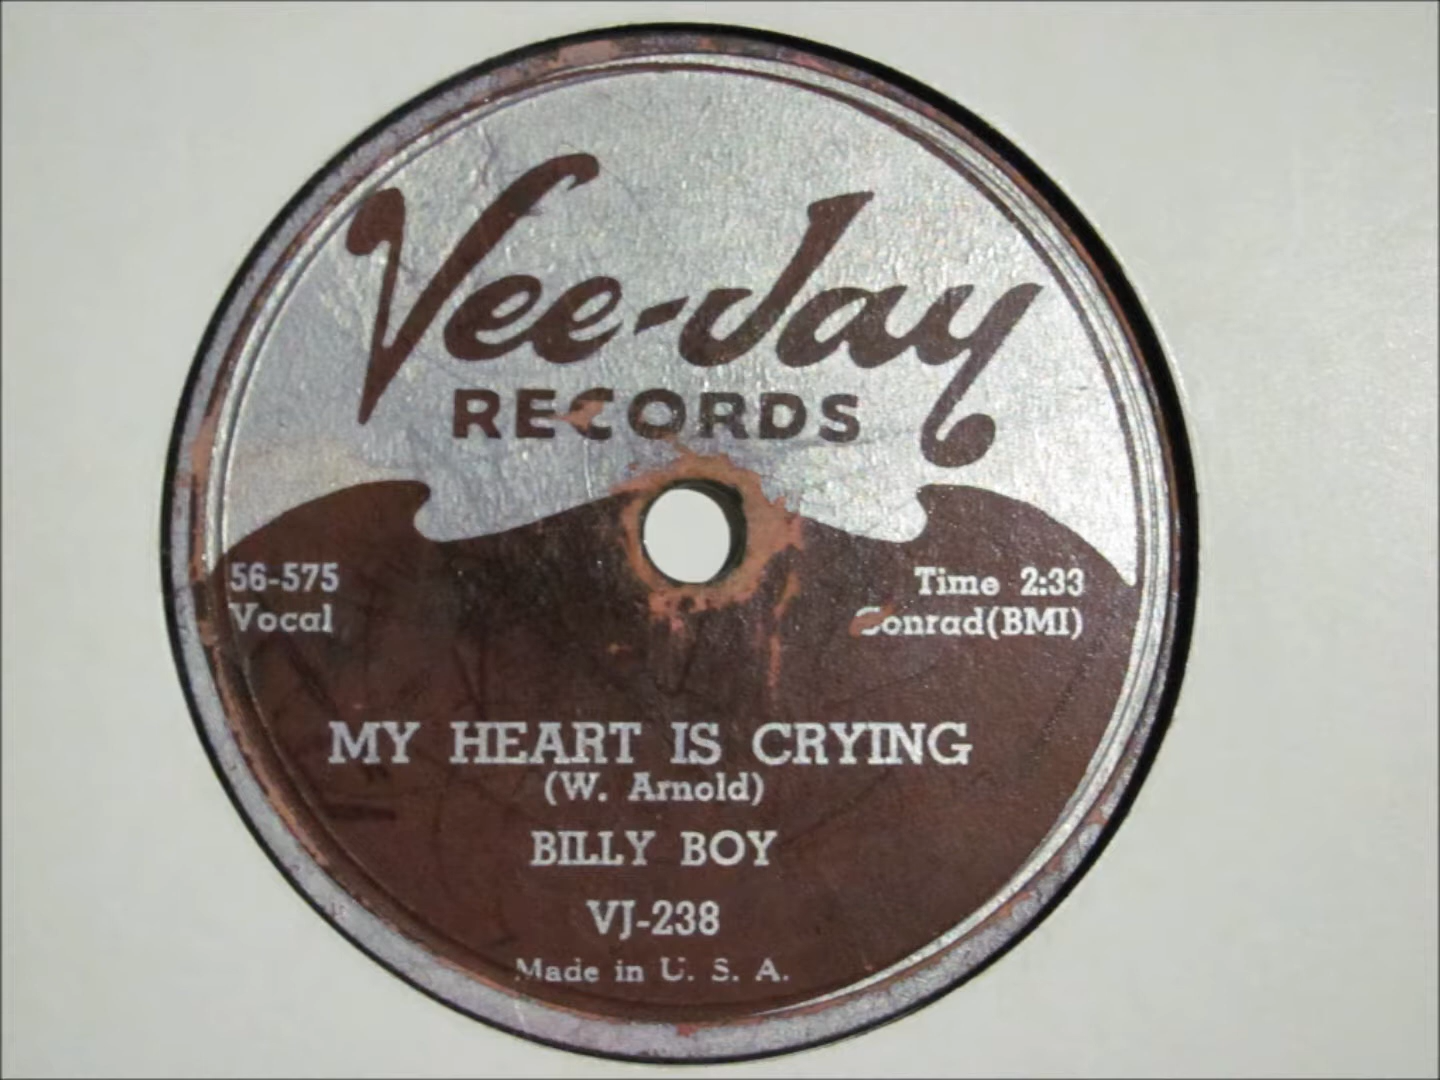 Vee-Jay
RECORDS
56-575
Vocal
Time 2:33
Conrad(BMI)
MY HEART IS CRYING
(W. Arnold)
BILLY BOY
VJ-238
Made in U. S. A.